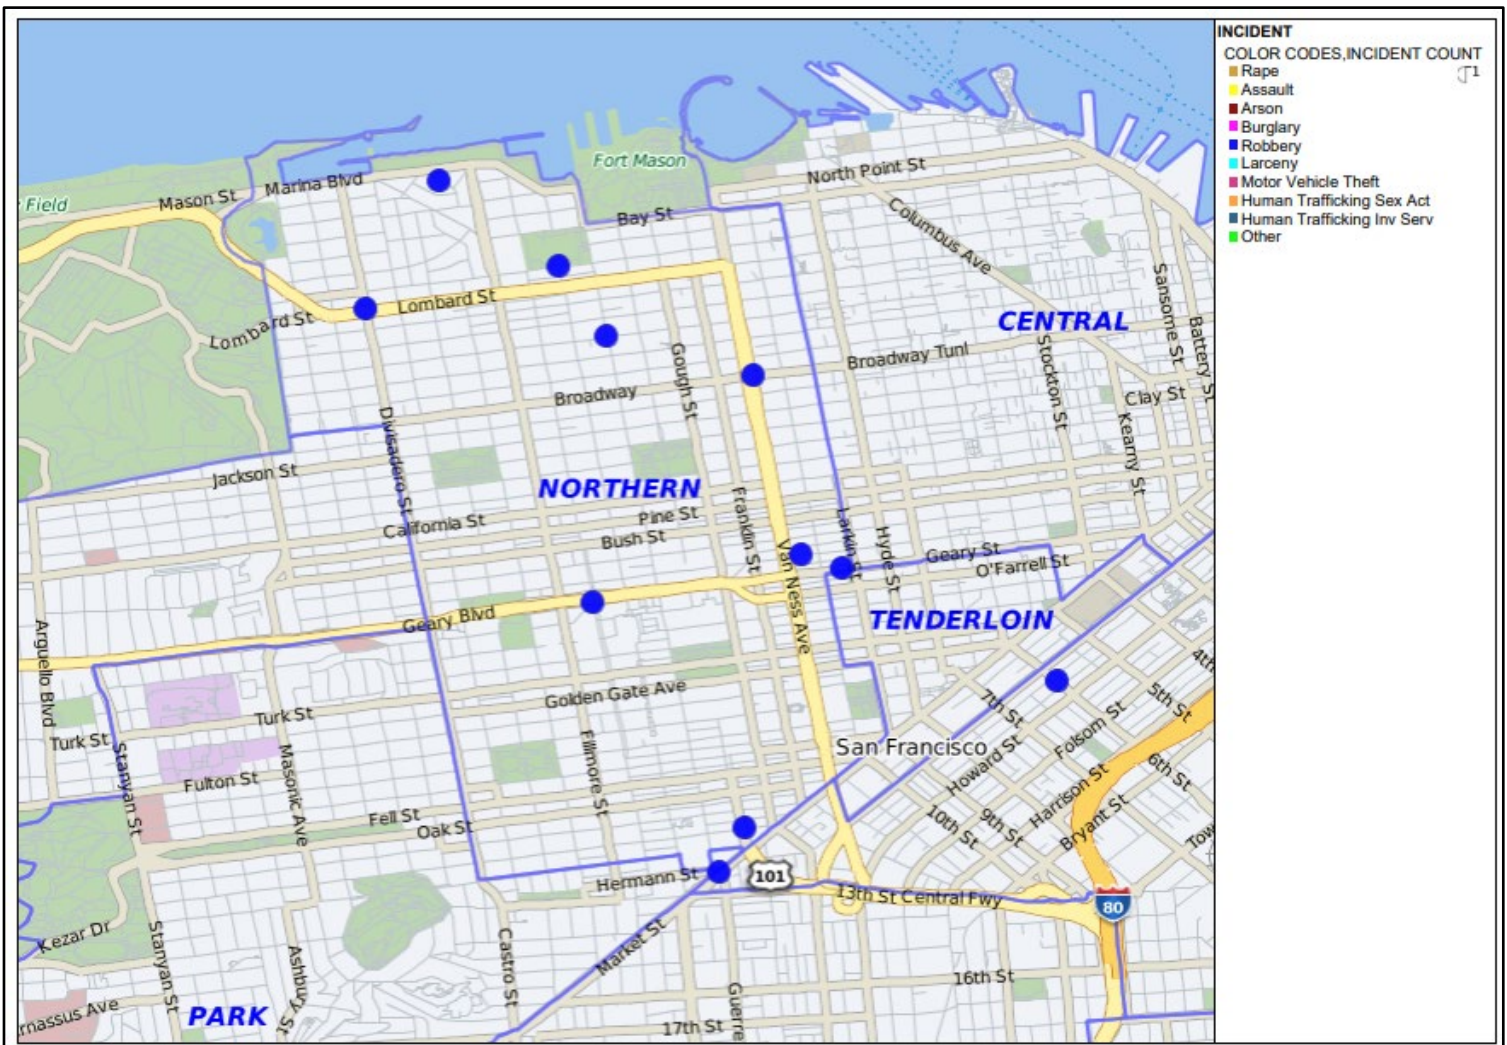 INCIDENT
COLOR CODES,INCIDENT COUNT
Rape
1
Assault
Arson
Burglary
Robbery
Larceny
Motor Vehicle Theft
Human Trafficking Sex Act
Human Trafficking Inv Serv
Other
Fort Mason
North Point St
Marina Blvd
Mason St
Field
Bay St
Columbus Ave
Sansome St
Battery St
Lombard St
Lombard St
CENTRAL
Broadway Tunl
Stockton St
Gough St
Broadway
Clay St
Kearny St
Divisadero St
Jackson St
NORTHERN
California St
Pine St
Bush St
Franklin St
Larkin St
Hyde St
Van Ness Ave
Geary St
O'Farrell St
TENDERLOIN
Geary Blvd
Arguello Blvd
4th
5th St
Golden Gate Ave
7th St
Folsom St
Turk St
Turk St
Stanyan St
Masonic Ave
Fillmore St
San Francisco
Howard St
6th St
Fulton St
Harrison St
Fell St
Oak St
10th St
9th St
Bryant St
Tow
Hermann St
101
13th St Central Fwy
80
Kezar Dr
Stanyan St
Ashbury St
Castro St
Market St
16th St
Guerre
rnassus Ave
PARK
17th St